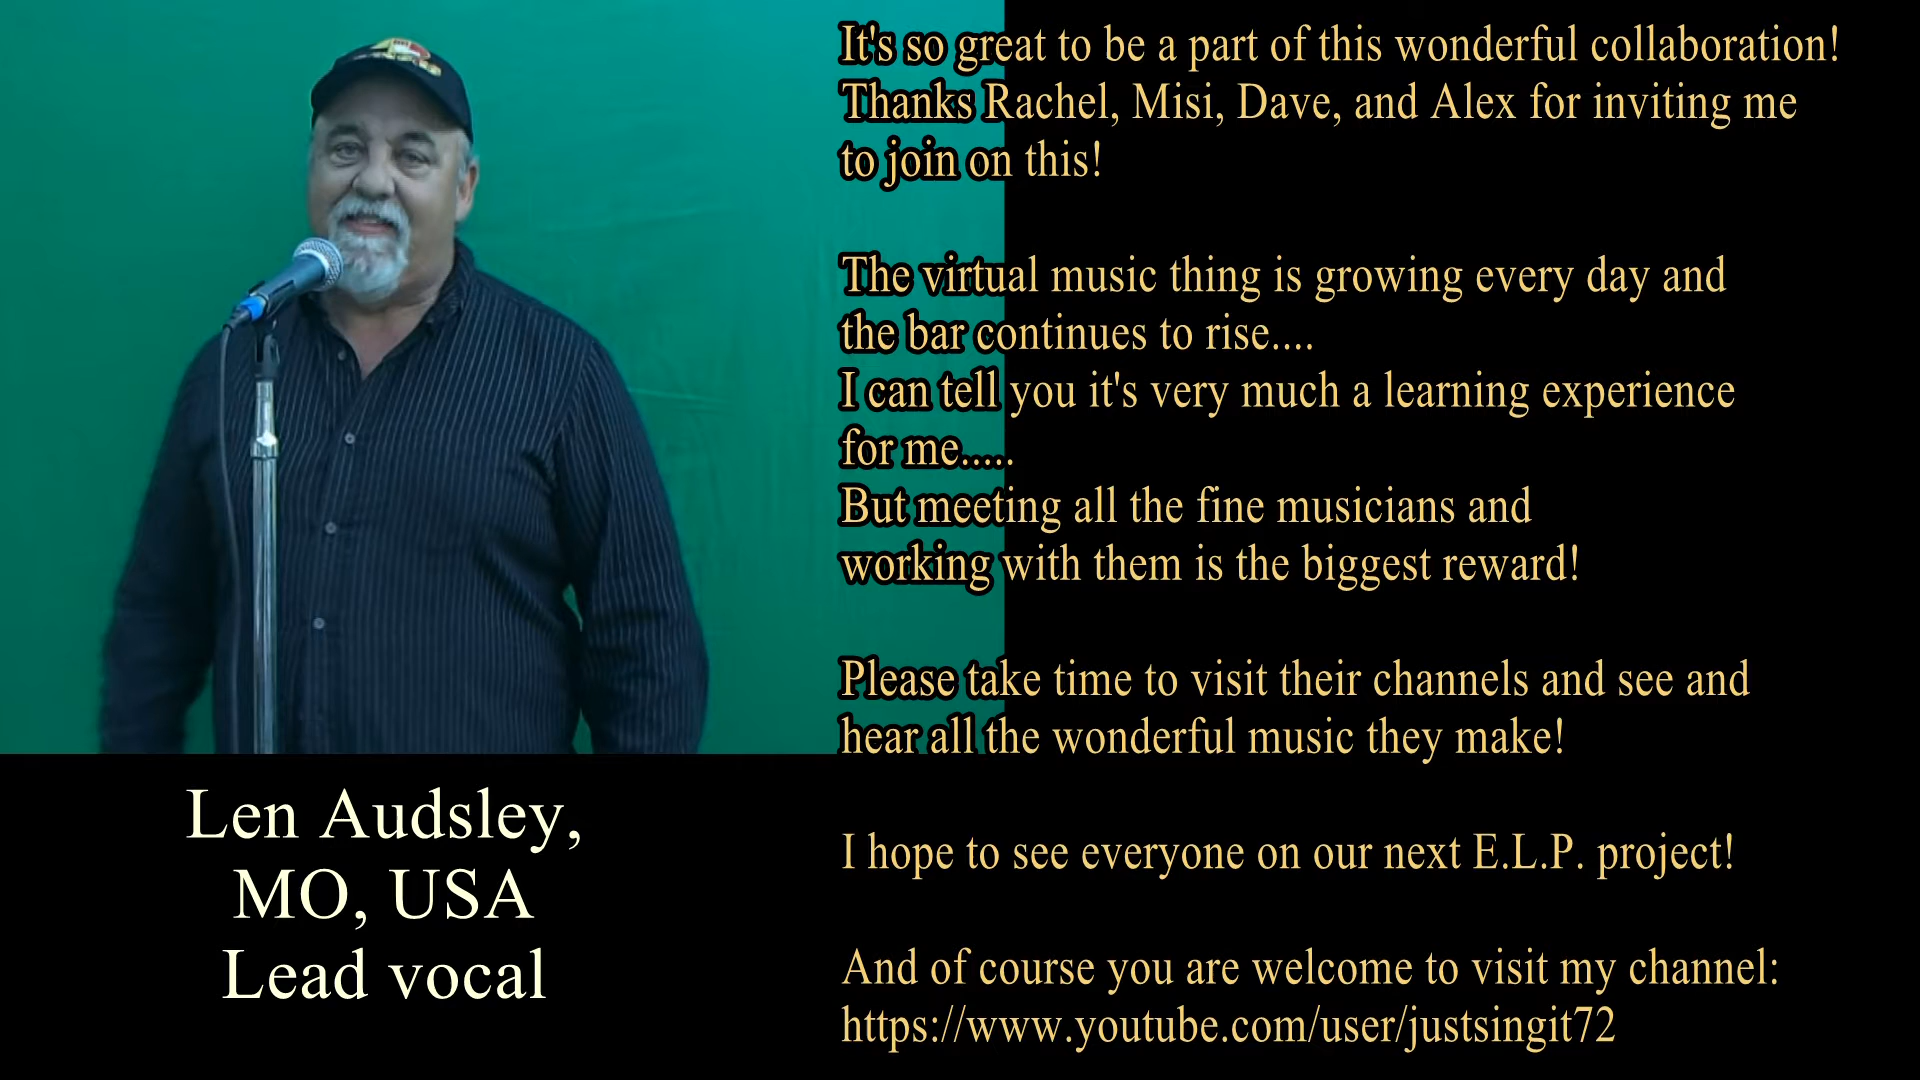 It's so great to be a part of this wonderful collaboration!
Thanks Rachel, Misi, Dave, and Alex for inviting me
to join on this!
The virtual music thing is growing every day and
the bar continues to rise....
I can tell you it's very much a learning experience
for me.....
But meeting all the fine musicians and
working with them is the biggest reward!
Please take time to visit their channels and see and
hear all the wonderful music they make!
I hope to see everyone on our next E.L.P. project!
And of course you are welcome to visit my channel:
https://www.youtube.com/user/justsingit72
Len Audsley,
MO, USA
Lead vocal